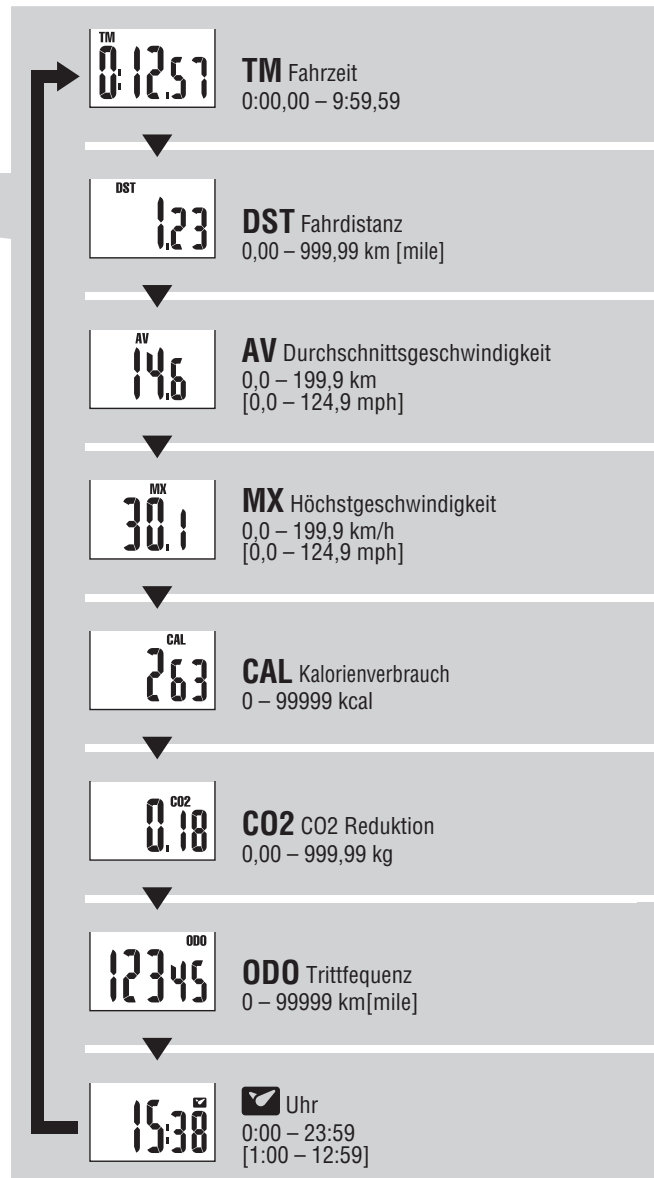 TM
0:12.57
TM Fahrzeit
0:00,00 – 9:59,59
DST
1.23
DST Fahrdistanz
0,00 – 999,99 km [mile]
AV
14.6
AV Durchschnittsgeschwindigkeit
0,0 – 199,9 km
[0,0 – 124,9 mph]
MX
30.1
MX Höchstgeschwindigkeit
0,0 – 199,9 km/h
[0,0 – 124,9 mph]
CAL
263
CAL Kalorienverbrauch
0 – 99999 kcal
CO2
0.18
CO2 CO2 Reduktion
0,00 – 999,99 kg
ODO
12345
ODO Trittfequenz
0 – 99999 km[mile]
15:38
Uhr
0:00 – 23:59
[1:00 – 12:59]